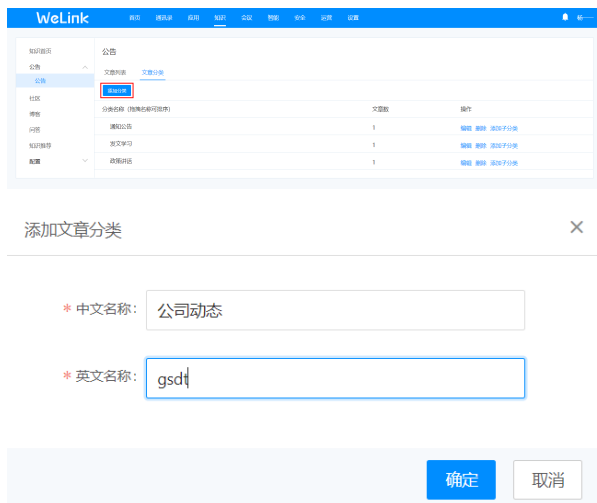 WeLink 首页 通讯录 应用 知识 会议 智能 安全 运营 设置
知识首页
公告
公告
社区
博客
问答
知识推荐
配置
公告
文章列表 文章分类
添加分类
分类名称（拖拽名称可排序） 文章数 操作
通知公告 1 编辑 删除 添加子分类
发文学习 1 编辑 删除 添加子分类
政策讲话 1 编辑 删除 添加子分类
添加文章分类
* 中文名称： 公司动态
* 英文名称： gsdt
确定 取消